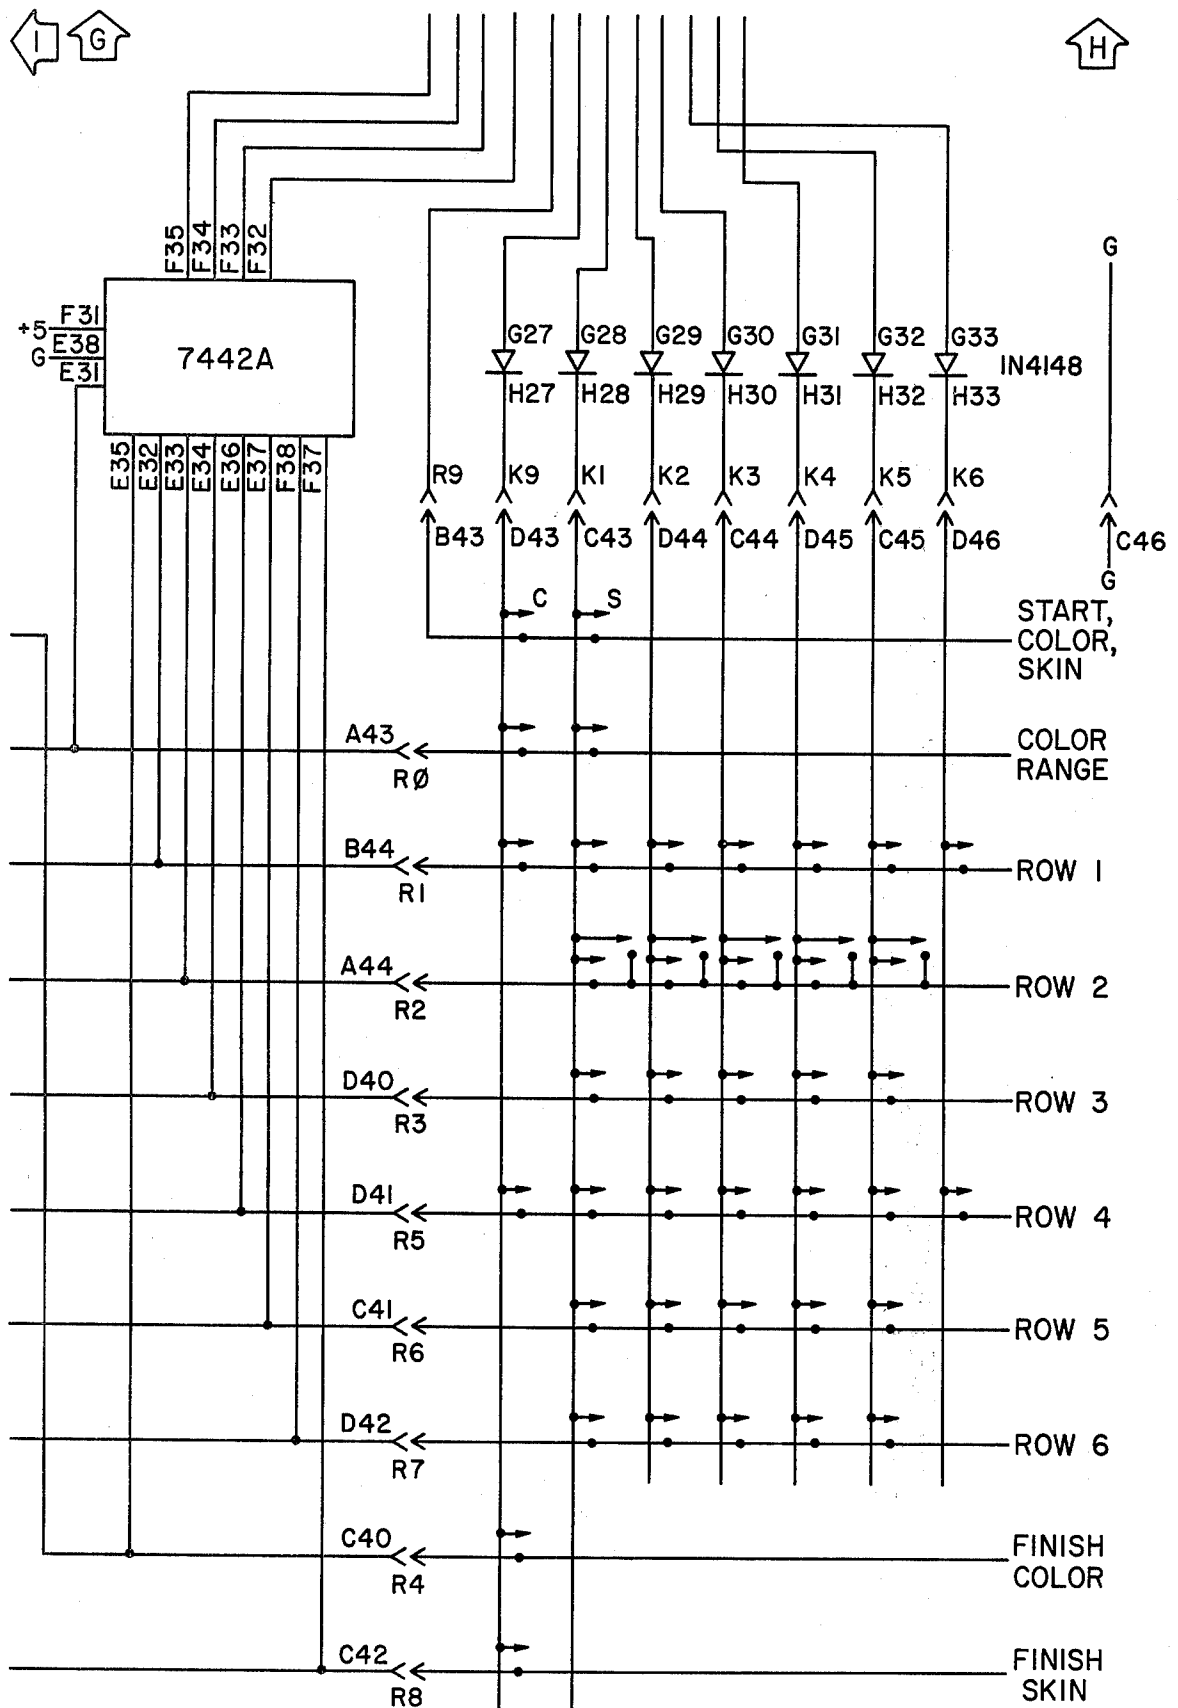 I G H
F35
F34
F33
F32
G
+5 F31
G E38
E31
7442A
G27 G28 G29 G30 G31 G32 G33
IN4148
H27 H28 H29 H30 H31 H32 H33
E35
E32
E33
E34
E36
E37
F38
F37
R9 K9 K1 K2 K3 K4 K5 K6
B43 D43 C43 D44 C44 D45 C45 D46 C46
G
C S
START,
COLOR,
SKIN
A43
RØ
COLOR
RANGE
B44
R1
ROW 1
A44
R2
ROW 2
D40
R3
ROW 3
D41
R5
ROW 4
C41
R6
ROW 5
D42
R7
ROW 6
C40
R4
FINISH
COLOR
C42
R8
FINISH
SKIN